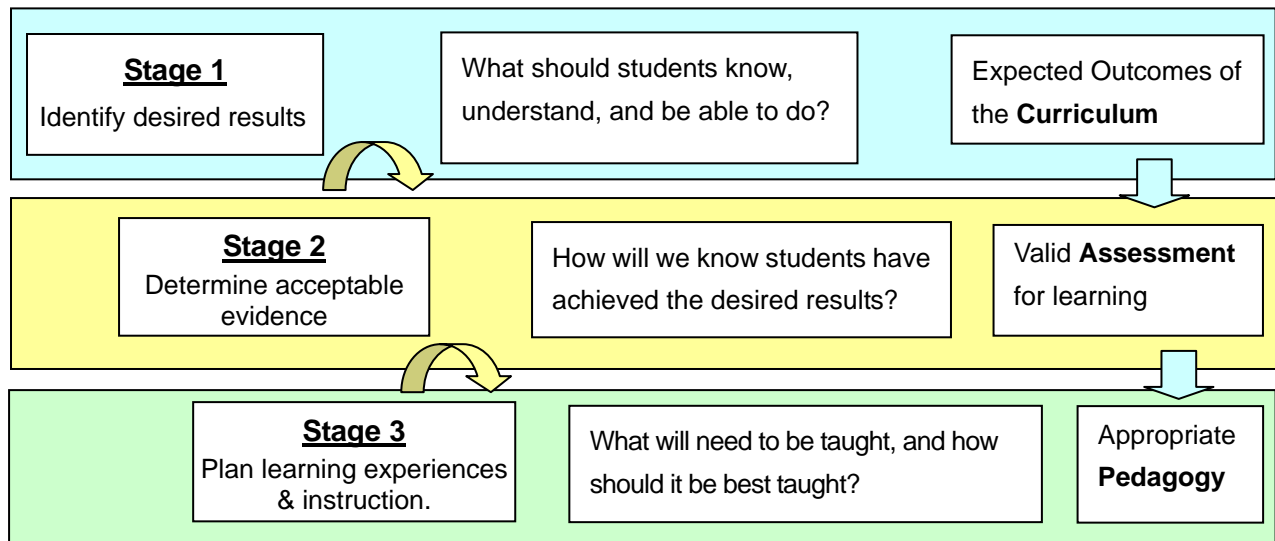 Stage 1
Identify desired results
What should students know,
understand, and be able to do?
Expected Outcomes of
the Curriculum
Stage 2
Determine acceptable
evidence
How will we know students have
achieved the desired results?
Valid Assessment
for learning
Stage 3
Plan learning experiences
& instruction.
What will need to be taught, and how
should it be best taught?
Appropriate
Pedagogy